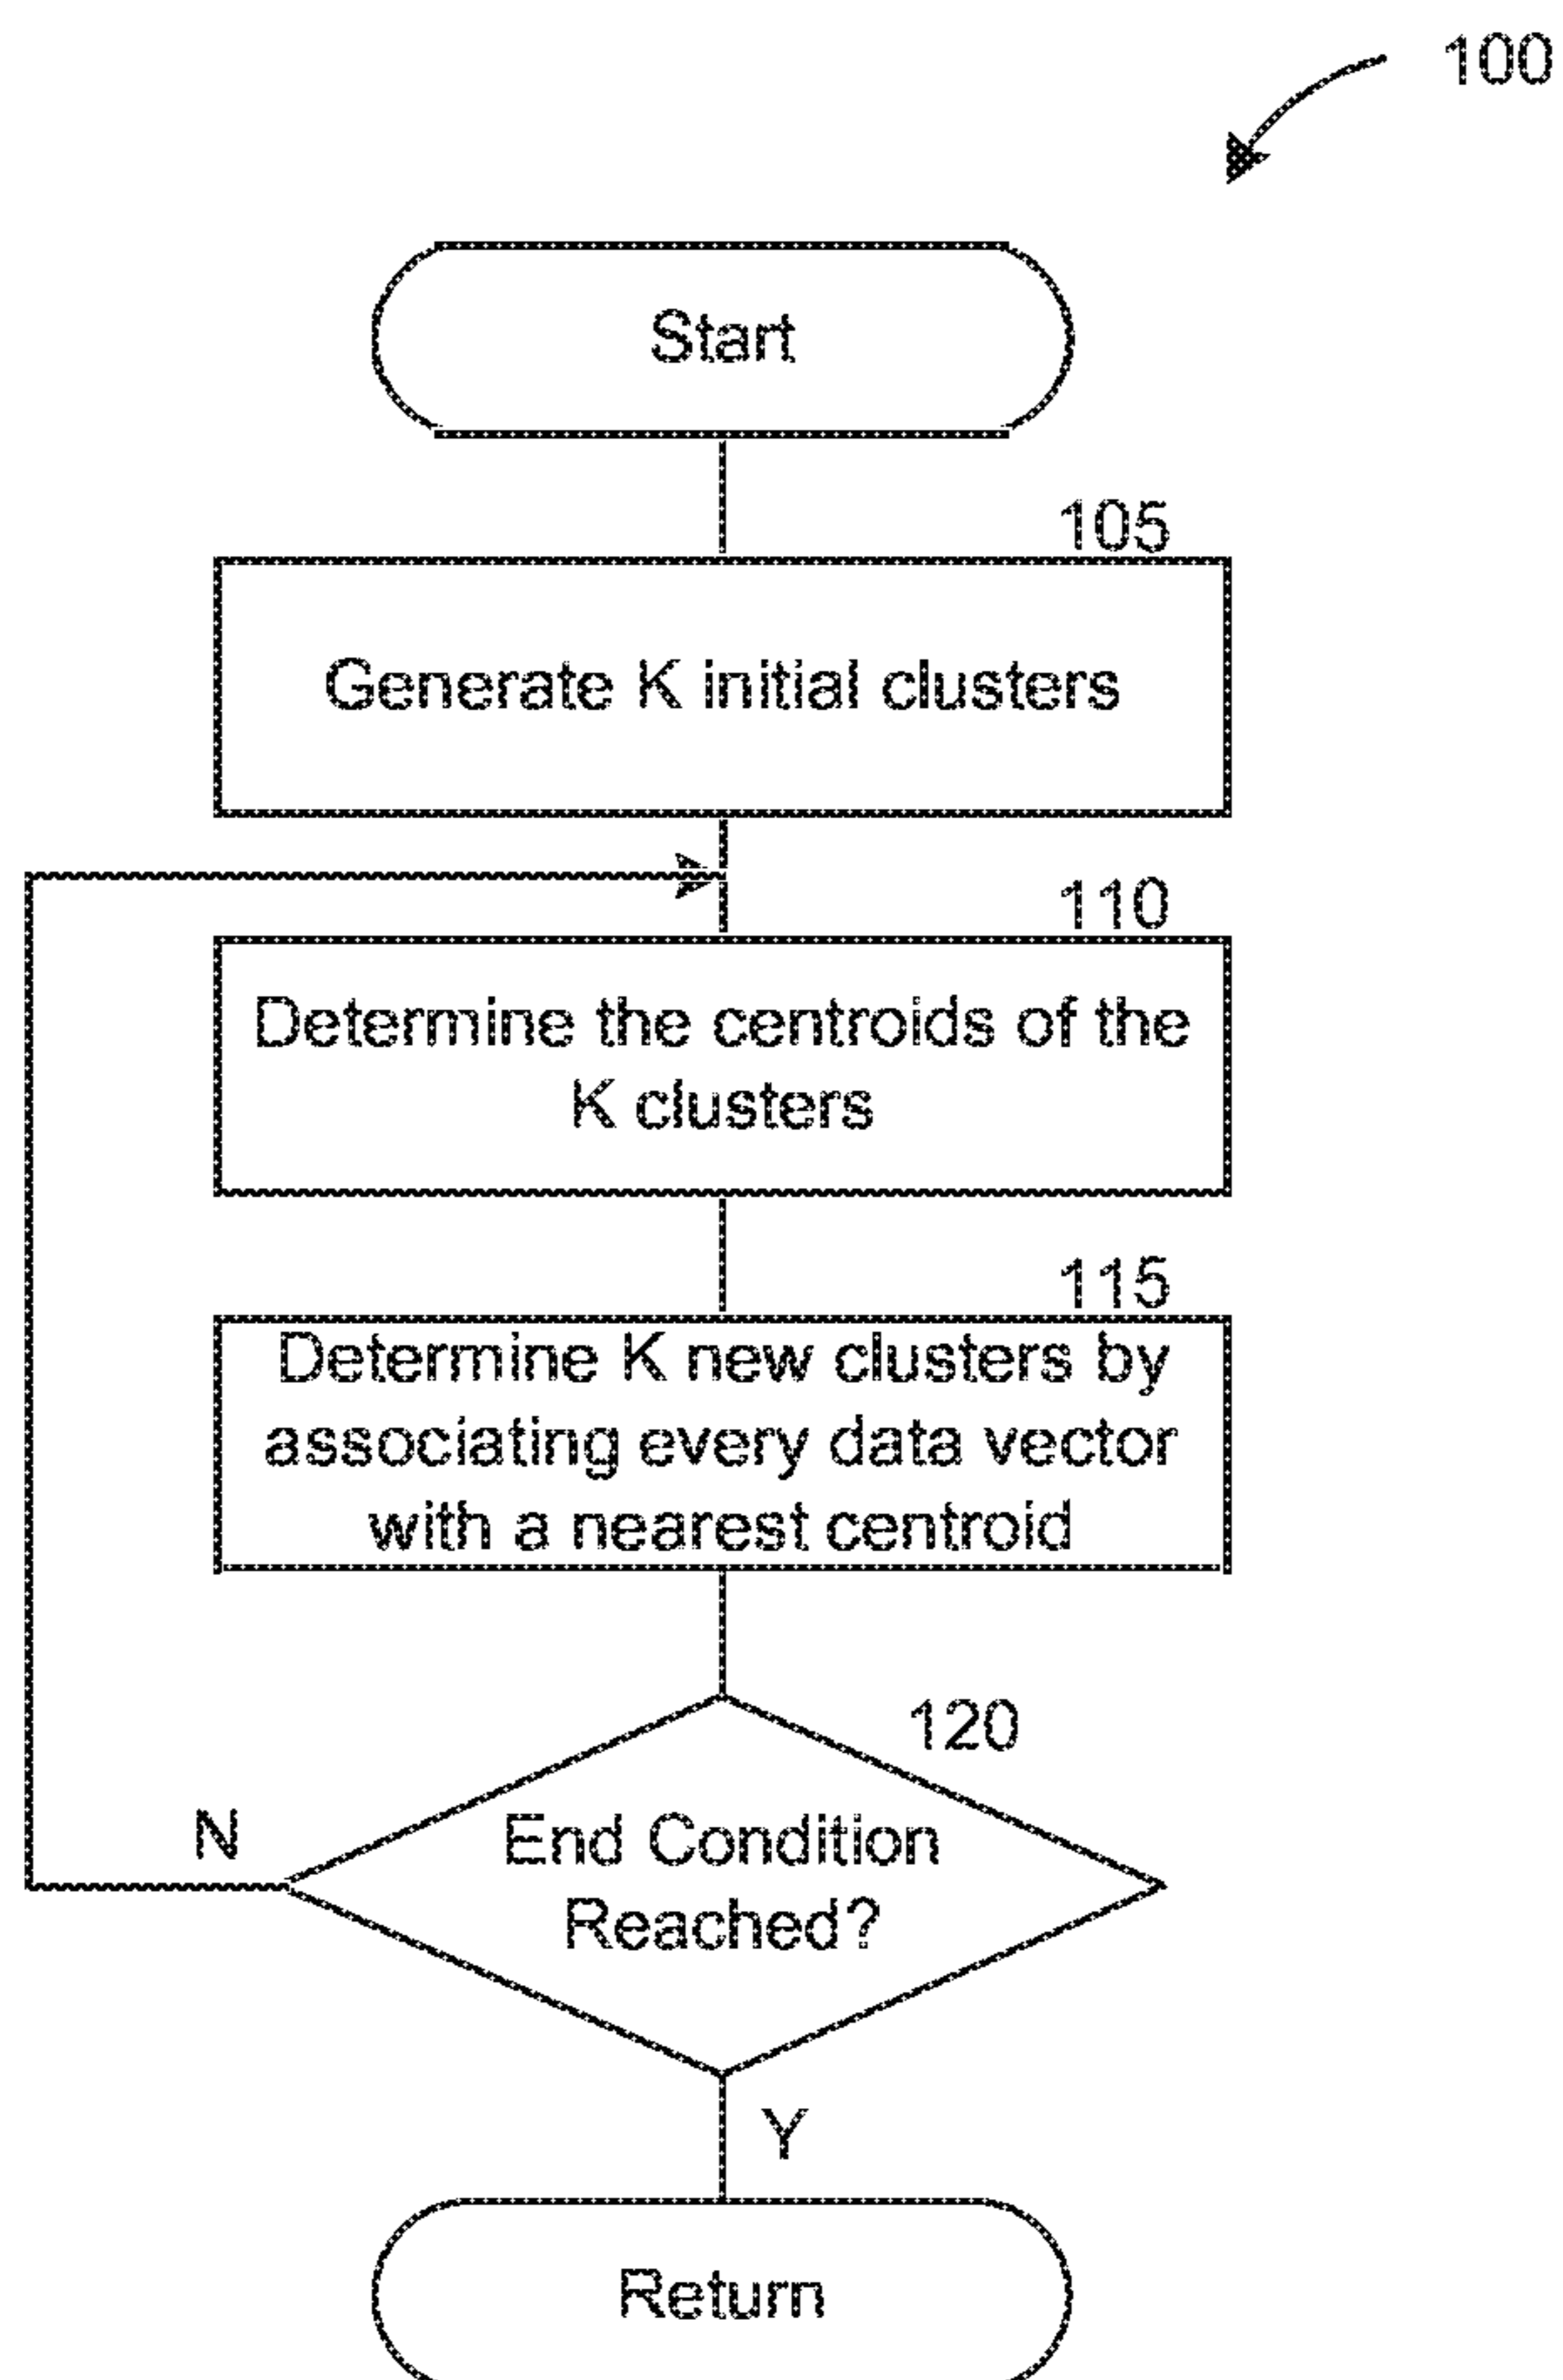 100
Start
105
Generate K initial clusters
110
Determine the centroids of the
K clusters
115
Determine K new clusters by
associating every data vector
with a nearest centroid
120
N
End Condition
Reached?
Y
Return